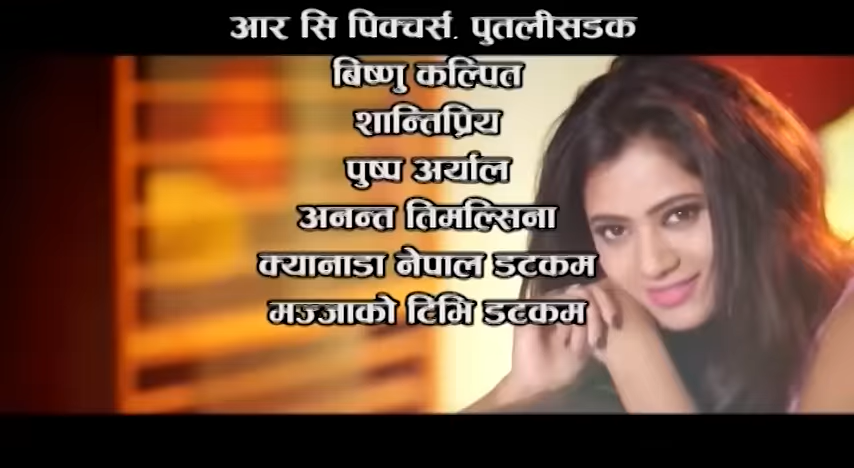 आर सि पिक्चर्स. पुतलीसडक
बिष्णु कल्पित
शान्तिप्रिय
पुष्प अर्याल
अनन्त तिमल्सिना
क्यानाडा नेपाल डटकम
मज्जाको टिभि डटकम